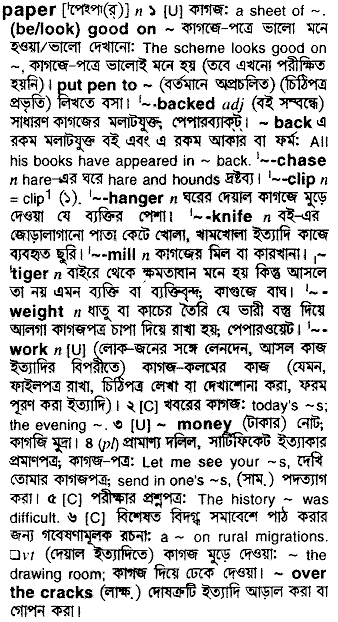 paper [ˈপেইপা(র্)] n ১ [U] কাগজ: a sheet of ~.
(be/look) good on ~ কাগজে-পত্রে ভালো মনে
হওয়া/ভালো দেখানো: The scheme looks good on
~, কাগজে-পত্রে ভালোই মনে হয় (তবে এখনো পরীক্ষিত
হয়নি)। put pen to ~ (বর্তমানে অপ্রচলিত) (চিঠিপত্র
প্রভৃতি) লিখতে বসা। ˈ~-backed adj (বই সম্বন্ধে)
সাধারণ কাগজের মলাটযুক্ত; পেপারব্যাক্‌ট। ~ back এ
রকম মলাটযুক্ত বই এবং এ রকম আকার বা ফর্ম: All
his books have appeared in ~ back. ˈ~-chase
n hare-এর ঘরে hare and hounds দ্রষ্টব্য। ˈ~-clip n
= clip¹ (১). ˈ~-hanger n ঘরের দেয়াল কাগজে মুড়ে
দেওয়া যে ব্যক্তির পেশা। ˈ~-knife n বই-এর
জোড়ালাগানো পাতা কেটে খোলা, খামখোলা ইত্যাদি কাজে
ব্যবহৃত ছুরি। ˈ~-mill n কাগজের মিল বা কারখানা। ~
ˈtiger n বাইরে থেকে ক্ষমতাবান মনে হয় কিন্তু আসলে
তা নয় এমন ব্যক্তি বা ব্যক্তিবৃন্দ; কাগুজে বাঘ। ˈ~-
weight n ধাতু বা কাচের তৈরি যে ভারী বস্তু দিয়ে
আলগা কাগজপত্র চাপা দিয়ে রাখা হয়; পেপারওয়েট। ˈ~-
work n [U] (লোক-জনের সঙ্গে লেনদেন, আসল কাজ
ইত্যাদির বিপরীতে) কাগজ-কলমের কাজ (যেমন,
ফাইলপত্র রাখা, চিঠিপত্র লেখা বা দেখাশোনা করা, ফরম
পূরণ করা ইত্যাদি)। ২ [C] খবরের কাগজ: today's ~s;
the evening ~. ৩ [U] ~ money (টাকার) নোট;
কাগজি মুদ্রা। ৪ (pl) প্রামাণ্য দলিল, সার্টিফিকেট ইত্যাকার
প্রমাণপত্র; কাগজ-পত্র: Let me see your ~s, দেখি
তোমার কাগজপত্র; send in one's ~s, (সাম.) পদত্যাগ
করা। ৫ [C] পরীক্ষার প্রশ্নপত্র: The history ~ was
difficult. ৬ [C] বিশেষত বিদগ্ধ সমাবেশে পাঠ করার
জন্য গবেষণামূলক রচনা: a ~ on rural migrations.
□vt (দেয়াল ইত্যাদিতে) কাগজ মুড়ে দেওয়া: ~ the
drawing room; কাগজ দিয়ে ঢেকে দেওয়া। ~ over
the cracks (লাক্ষ.) দোষত্রুটি ইত্যাদি আড়াল করা বা
গোপন করা।